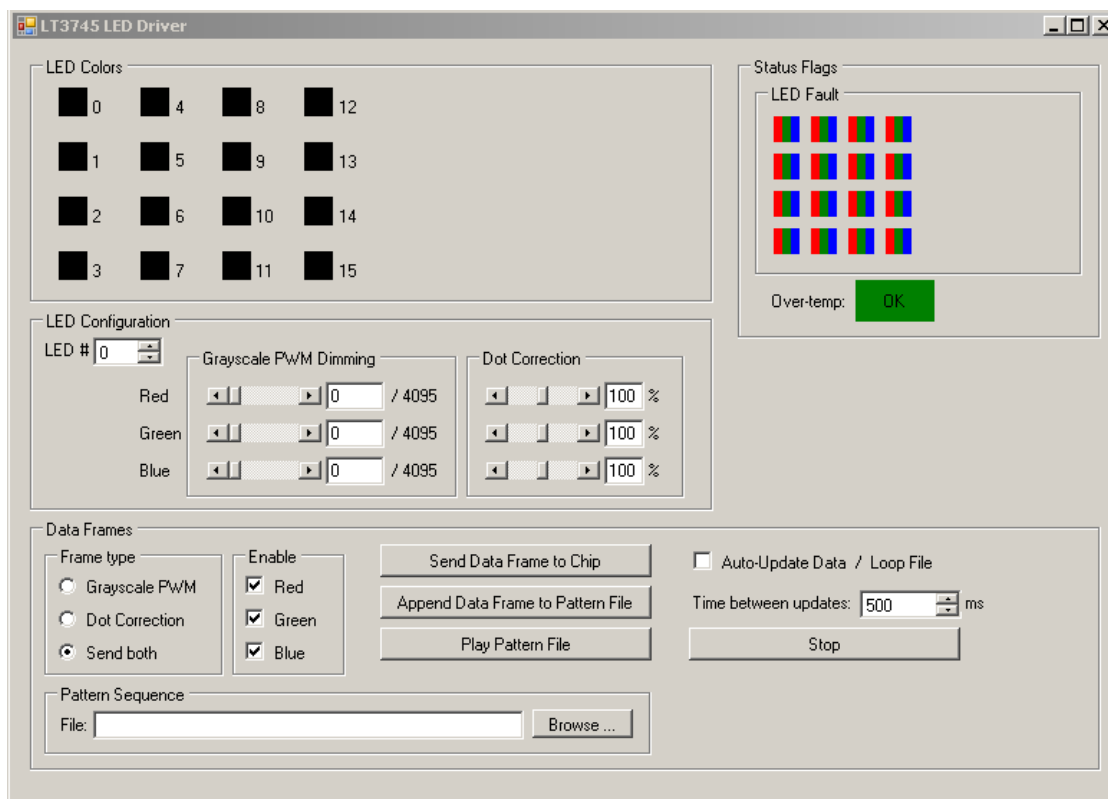 LT3745 LED Driver
LED Colors
0 4 8 12
1 5 9 13
2 6 10 14
3 7 11 15
Status Flags
LED Fault
Over-temp: OK
LED Configuration
LED # 0
Grayscale PWM Dimming
Dot Correction
Red 0 / 4095 100 %
Green 0 / 4095 100 %
Blue 0 / 4095 100 %
Data Frames
Frame type
Grayscale PWM
Dot Correction
Send both
Enable
Red
Green
Blue
Send Data Frame to Chip
Append Data Frame to Pattern File
Play Pattern File
Auto-Update Data / Loop File
Time between updates: 500 ms
Stop
Pattern Sequence
File: Browse ...